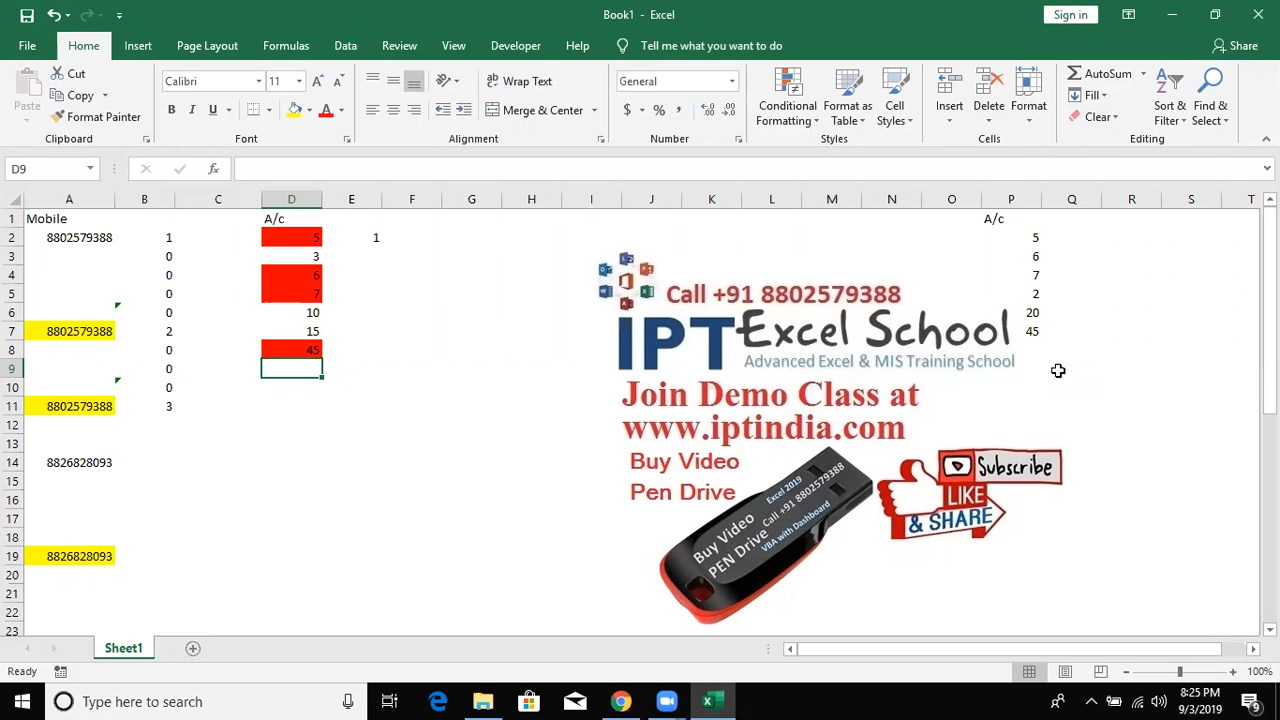 Book1 - Excel
Sign in
File Home Insert Page Layout Formulas Data Review View Developer Help Tell me what you want to do Share
Cut
Copy
Format Painter
Paste
Clipboard
Calibri 11
B I U
Font
Wrap Text
Merge & Center
Alignment
General
$ % ,
Number
Conditional Formatting
Format as Table
Cell Styles
Styles
Insert Delete Format
Cells
AutoSum
Fill
Clear
Sort & Filter
Find & Select
Editing
D9
fx
A B C D E F G H I J K L M N O P Q R S T
1 Mobile A/c A/c
2 8802579388 1 5 1 5
3 0 3 6
4 0 6 7
5 0 7 2
6 0 10 20
7 8802579388 2 15 45
8 0 45
9 0
10 0
11 8802579388 3
12
13
14 8826828093
15
16
17
18
19 8826828093
20
21
22
23
Call +91 8802579388
IPT Excel School
Advanced Excel & MIS Training School
Join Demo Class at
www.iptindia.com
Buy Video
Pen Drive
Buy Video
PEN Drive
Excel 2019
Call +91 8802579388
VBA with Dashboard
Subscribe
LIKE
& SHARE
Sheet1
Ready
100%
Type here to search
8:25 PM
9/3/2019
9